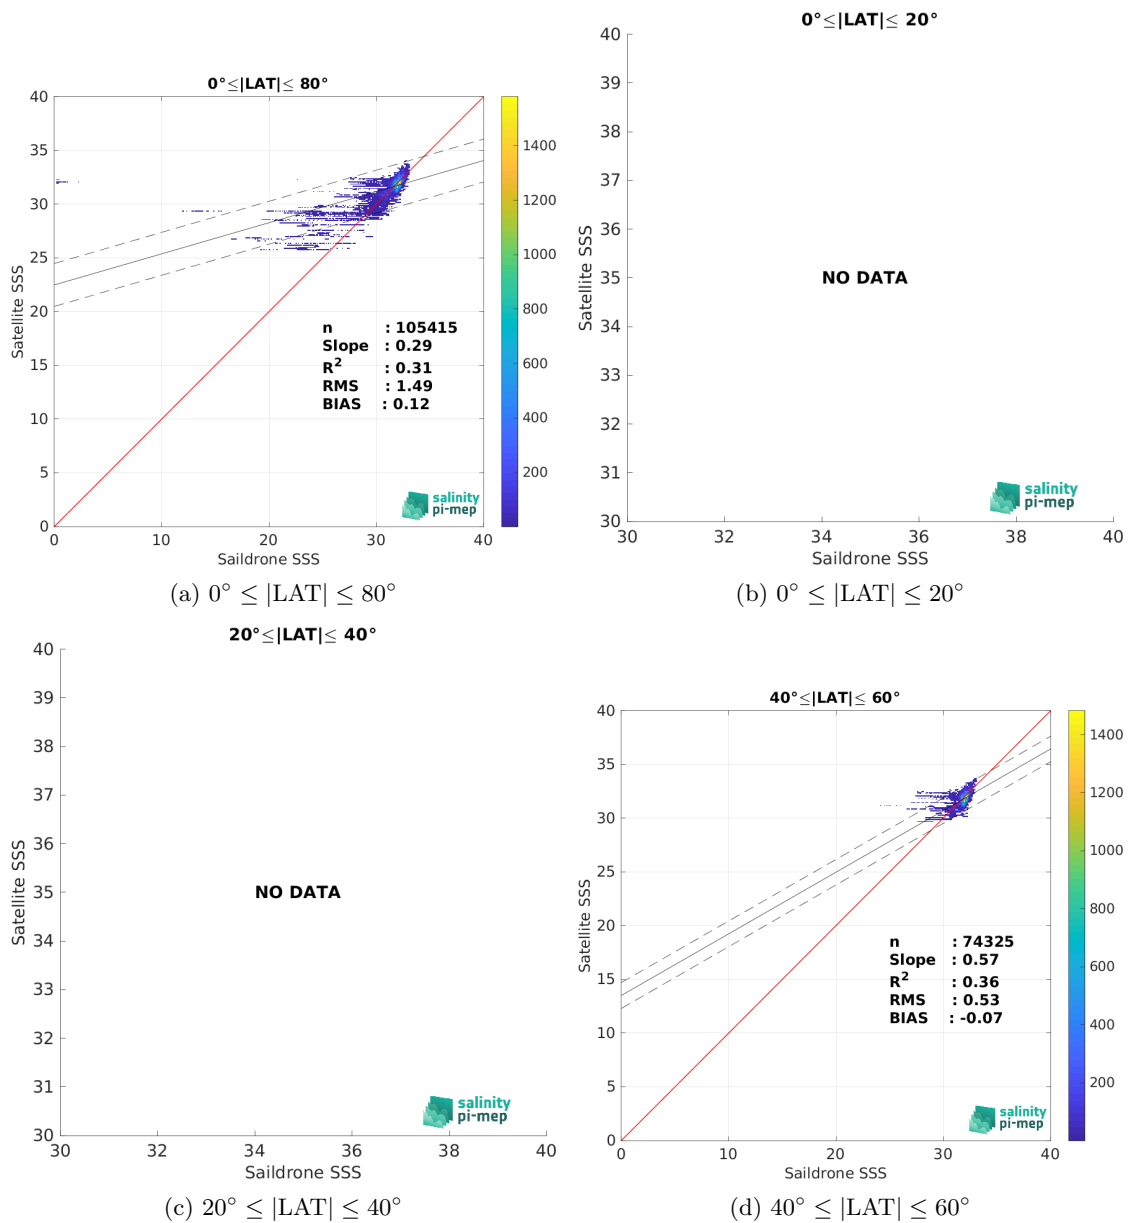 0°≤|LAT|≤ 80°
40
35
30
25
20
15
10
5
0
Satellite SSS
0
10
20
30
40
Saildrone SSS
n : 105415
Slope : 0.29
R² : 0.31
RMS : 1.49
BIAS : 0.12
salinity
pi-mep
1400
1200
1000
800
600
400
200
(a) 0° ≤ |LAT| ≤ 80°
0°≤|LAT|≤ 20°
40
39
38
37
36
35
34
33
32
31
30
Satellite SSS
NO DATA
30
32
34
36
38
40
Saildrone SSS
salinity
pi-mep
(b) 0° ≤ |LAT| ≤ 20°
20°≤|LAT|≤ 40°
40
39
38
37
36
35
34
33
32
31
30
Satellite SSS
NO DATA
30
32
34
36
38
40
Saildrone SSS
salinity
pi-mep
(c) 20° ≤ |LAT| ≤ 40°
40°≤|LAT|≤ 60°
40
35
30
25
20
15
10
5
0
Satellite SSS
0
10
20
30
40
Saildrone SSS
n : 74325
Slope : 0.57
R² : 0.36
RMS : 0.53
BIAS : -0.07
salinity
pi-mep
1400
1200
1000
800
600
400
200
(d) 40° ≤ |LAT| ≤ 60°